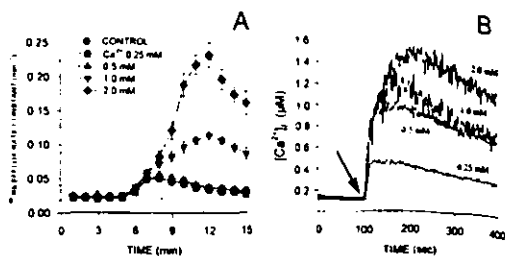 A
CONTROL
Ca²⁺ 0.25 mM
0.5 mM
1.0 mM
2.0 mM
0.25
0.20
0.15
0.10
0.05
0.00
0 3 6 9 12 15
TIME (min)
B
[Ca²⁺]ᵢ (µM)
1.6
1.4
1.2
1.0
0.8
0.6
0.4
0.2
2.0 mM
1.0 mM
0.5 mM
0.25 mM
0 100 200 300 400
TIME (sec)